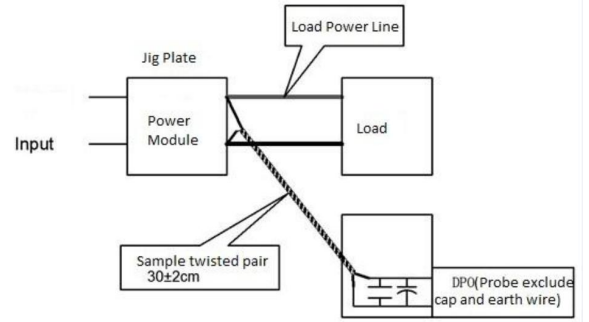 Load Power Line
Jig Plate
Power
Module
Load
Input
Sample twisted pair
30±2cm
DPO(Probe exclude
cap and earth wire)